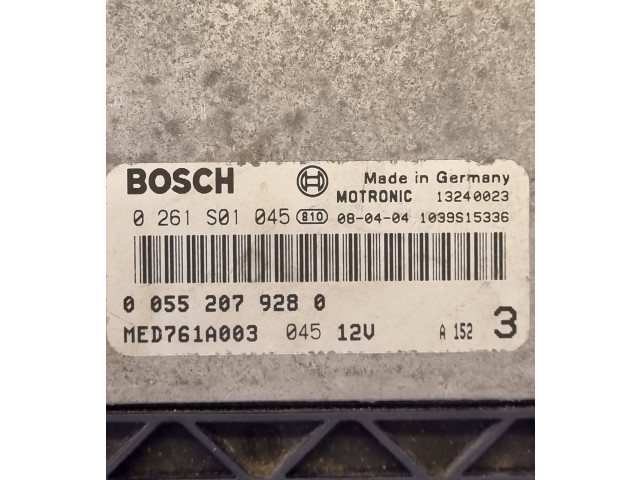 BOSCH Made in Germany
MOTRONIC 13240023
0 261 S01 045 810 08-04-04 1039S15336
0 055 207 928 0
MED761A003 045 12V A 152 3